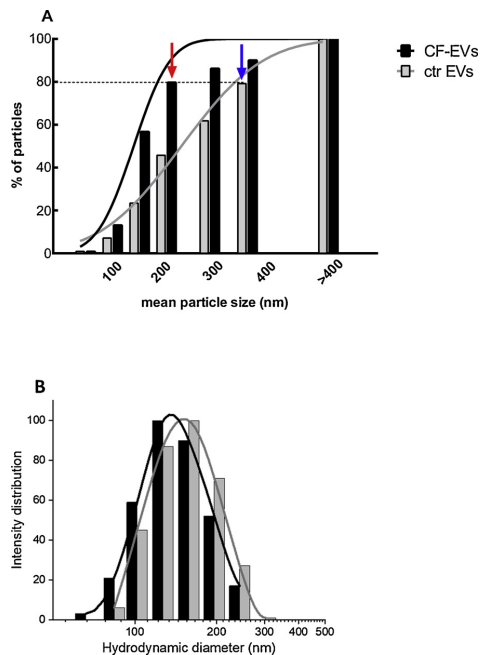 A
100
80
60
40
20
0
% of particles
100
200
300
400
>400
mean particle size (nm)
CF-EVs
ctr EVs
B
100
80
60
40
20
0
Intensity distribution
100
200
300
400
500
Hydrodynamic diameter (nm)